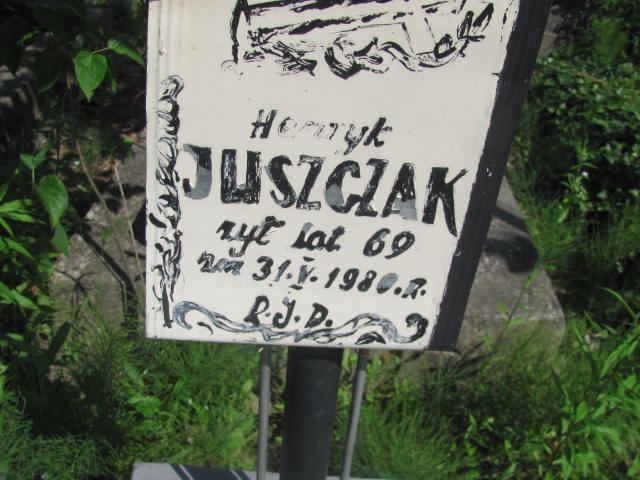 Henryk
JUSZCZAK
żył lat 69
zm 31.V.1980.r.
P.J.P.